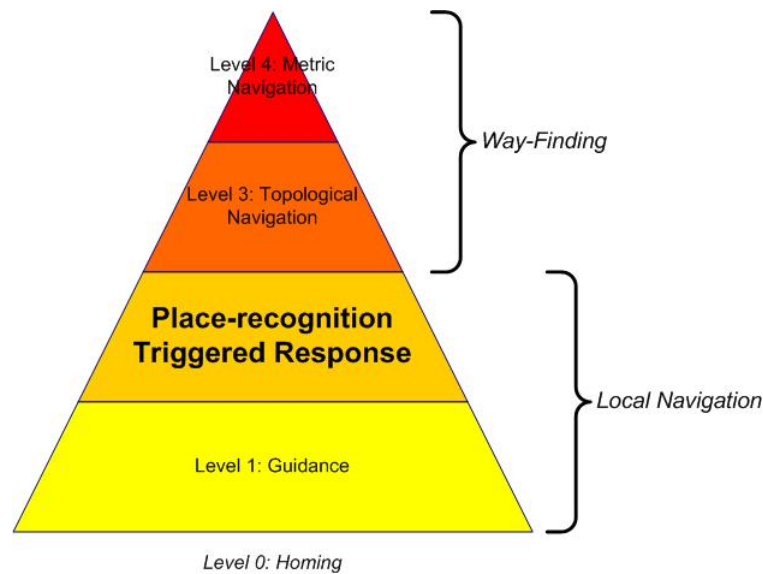 Level 4: Metric
Navigation
Way-Finding
Level 3: Topological
Navigation
Place-recognition
Triggered Response
Local Navigation
Level 1: Guidance
Level 0: Homing